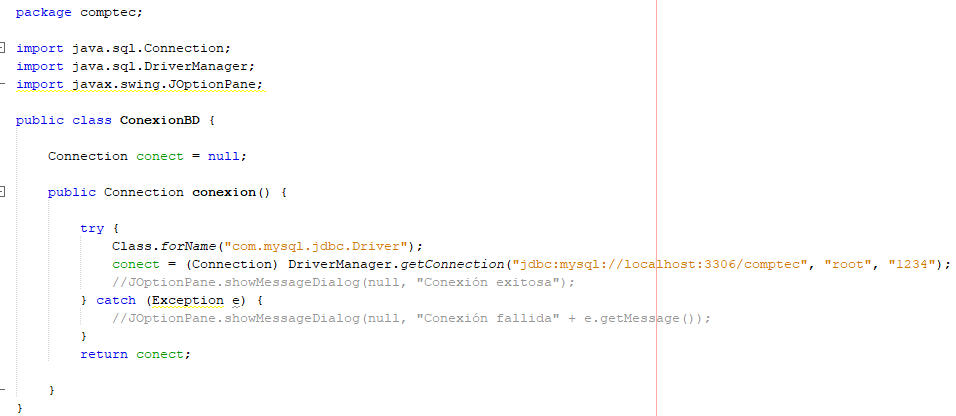 package comptec;
import java.sql.Connection;
import java.sql.DriverManager;
import javax.swing.JOptionPane;
public class ConexionBD {
Connection conect = null;
public Connection conexion() {
try {
Class.forName("com.mysql.jdbc.Driver");
conect = (Connection) DriverManager.getConnection("jdbc:mysql://localhost:3306/comptec", "root", "1234");
//JOptionPane.showMessageDialog(null, "Conexión exitosa");
} catch (Exception e) {
//JOptionPane.showMessageDialog(null, "Conexión fallida" + e.getMessage());
}
return conect;
}
}